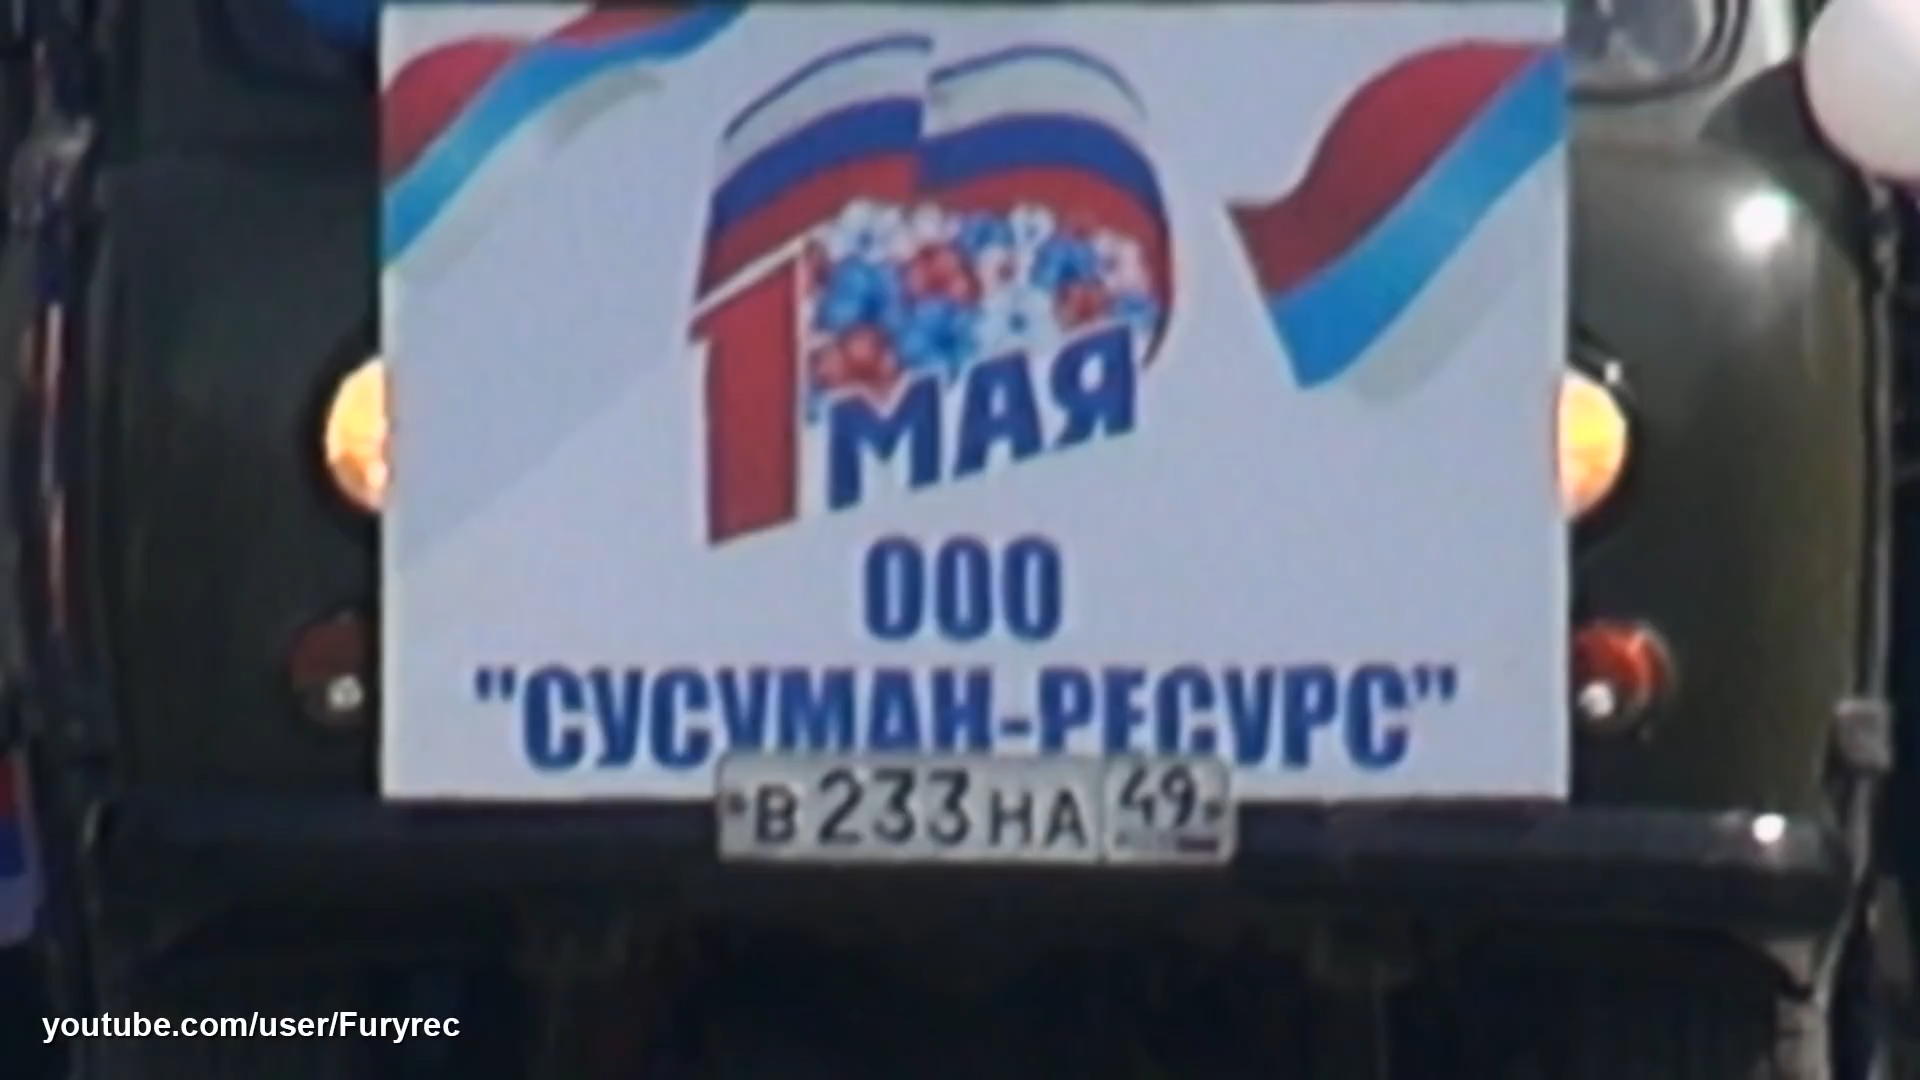 1 МАЯ
ООО
"СУСУМАН-РЕСУРС"
В 233 НА 49
youtube.com/user/Furyrec